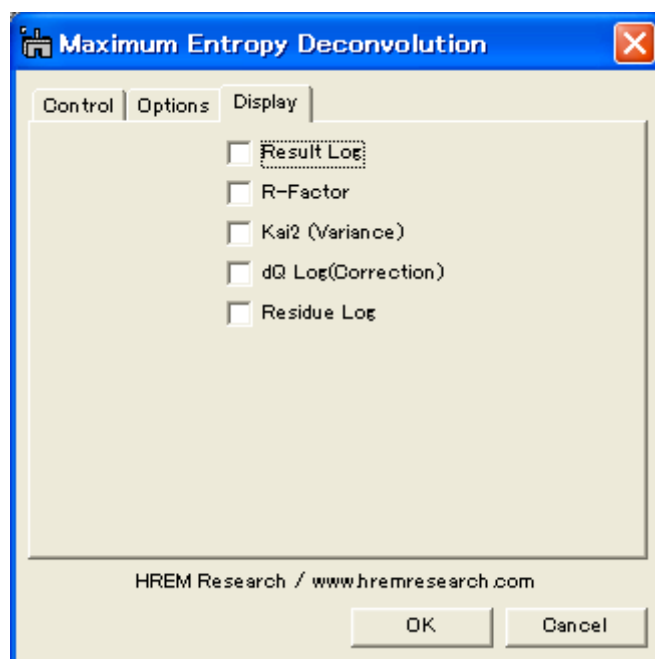 Maximum Entropy Deconvolution
Control Options Display
Result Log
R-Factor
Kai2 (Variance)
dQ Log(Correction)
Residue Log
HREM Research / www.hremresearch.com
OK Cancel